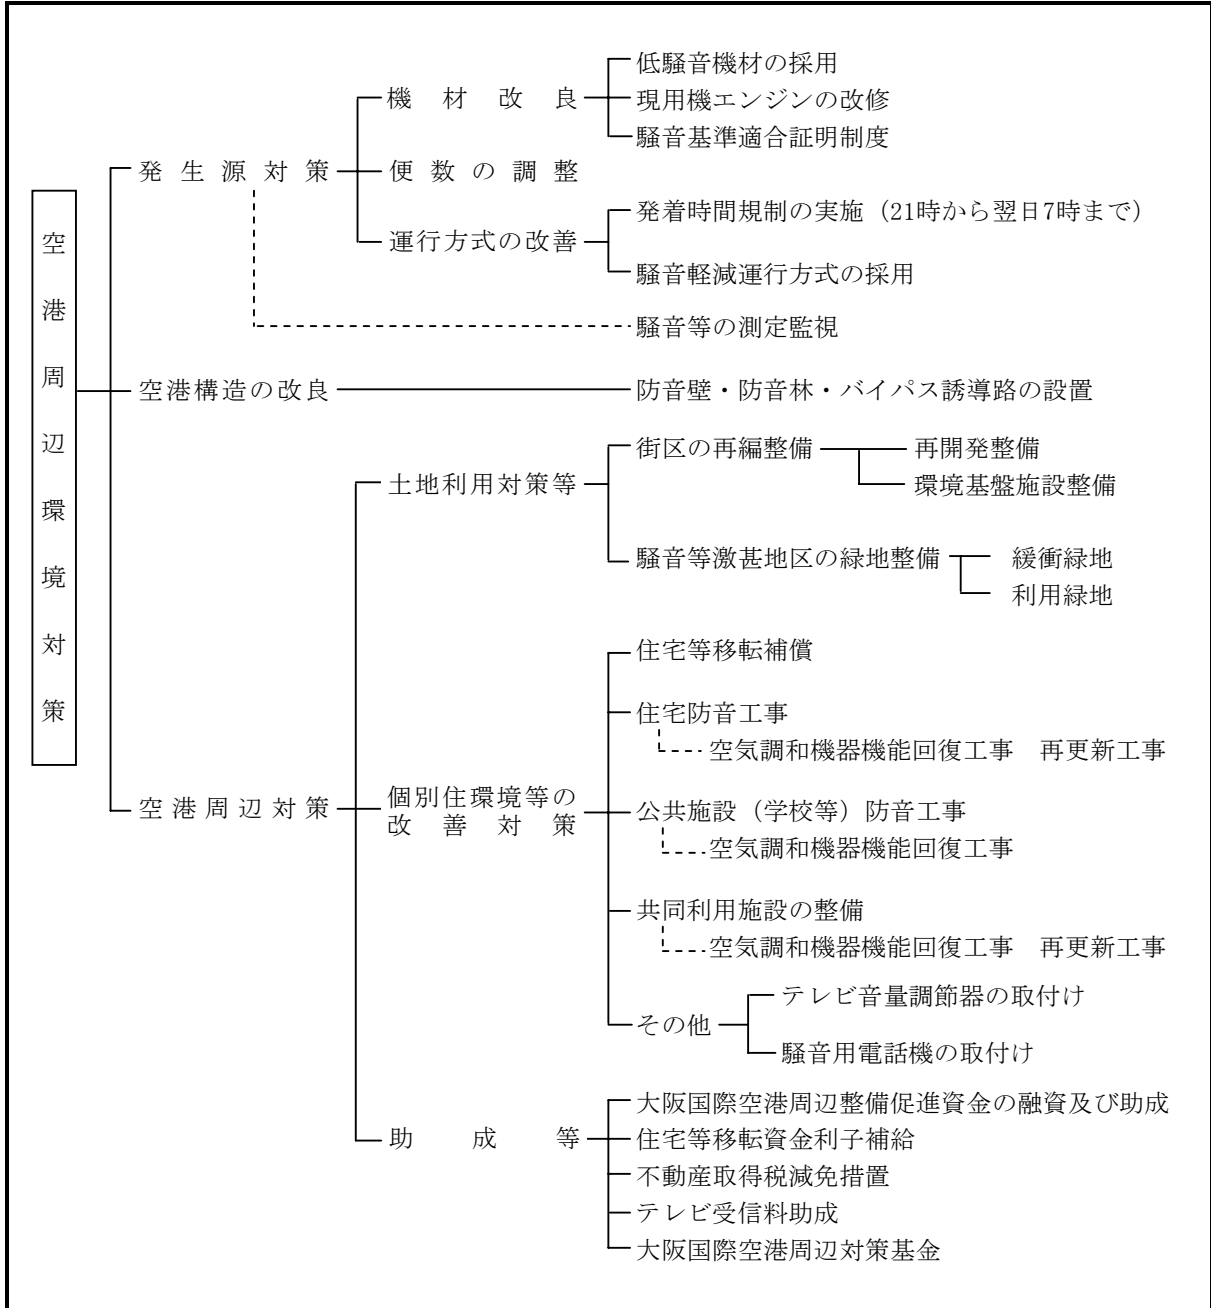 空港周辺環境対策
発生源対策
機材改良
低騒音機材の採用
現用機エンジンの改修
騒音基準適合証明制度
便数の調整
運行方式の改善
発着時間規制の実施（21時から翌日7時まで）
騒音軽減運行方式の採用
騒音等の測定監視
空港構造の改良
防音壁・防音林・バイパス誘導路の設置
空港周辺対策
土地利用対策等
街区の再編整備
再開発整備
環境基盤施設整備
騒音等激甚地区の緑地整備
緩衝緑地
利用緑地
個別住環境等の
改善対策
住宅等移転補償
住宅防音工事
空気調和機器機能回復工事　再更新工事
公共施設（学校等）防音工事
空気調和機器機能回復工事
共同利用施設の整備
空気調和機器機能回復工事　再更新工事
その他
テレビ音量調節器の取付け
騒音用電話機の取付け
助成等
大阪国際空港周辺整備促進資金の融資及び助成
住宅等移転資金利子補給
不動産取得税減免措置
テレビ受信料助成
大阪国際空港周辺対策基金